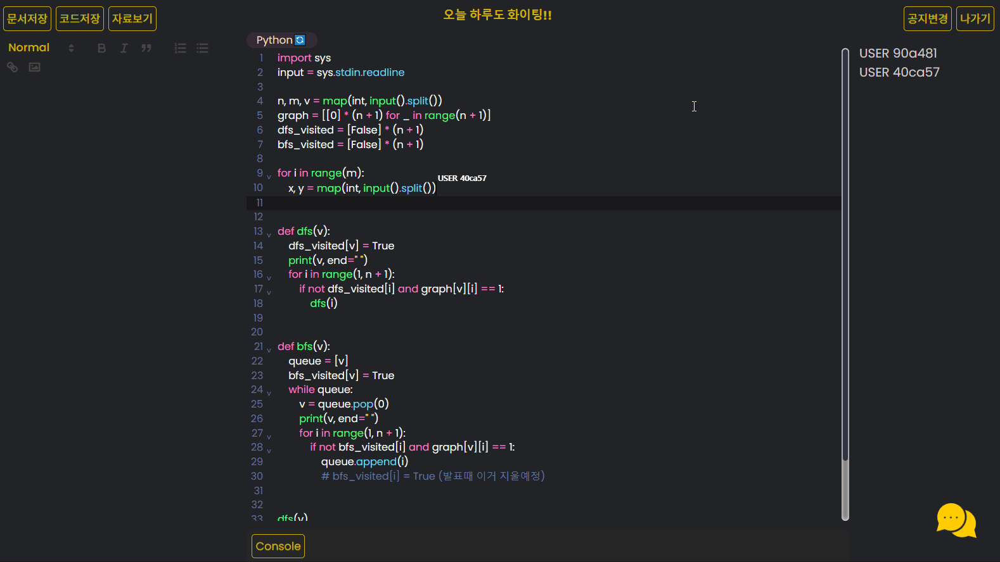 문서저장 코드저장 자료보기
오늘 하루도 화이팅!!
공지변경 나가기
Normal
Python
USER 90a481
USER 40ca57
1 import sys
2 input = sys.stdin.readline
3
4 n, m, v = map(int, input().split())
5 graph = [[0] * (n + 1) for _ in range(n + 1)]
6 dfs_visited = [False] * (n + 1)
7 bfs_visited = [False] * (n + 1)
8
9 for i in range(m):
USER 40ca57
10 x, y = map(int, input().split())
11
12
13 def dfs(v):
14 dfs_visited[v] = True
15 print(v, end=" ")
16 for i in range(1, n + 1):
17 if not dfs_visited[i] and graph[v][i] == 1:
18 dfs(i)
19
20
21 def bfs(v):
22 queue = [v]
23 bfs_visited[v] = True
24 while queue:
25 v = queue.pop(0)
26 print(v, end=" ")
27 for i in range(1, n + 1):
28 if not bfs_visited[i] and graph[v][i] == 1:
29 queue.append(i)
30 # bfs_visited[i] = True (발표때 이거 지울예정)
31
32
33 dfs(v)
Console